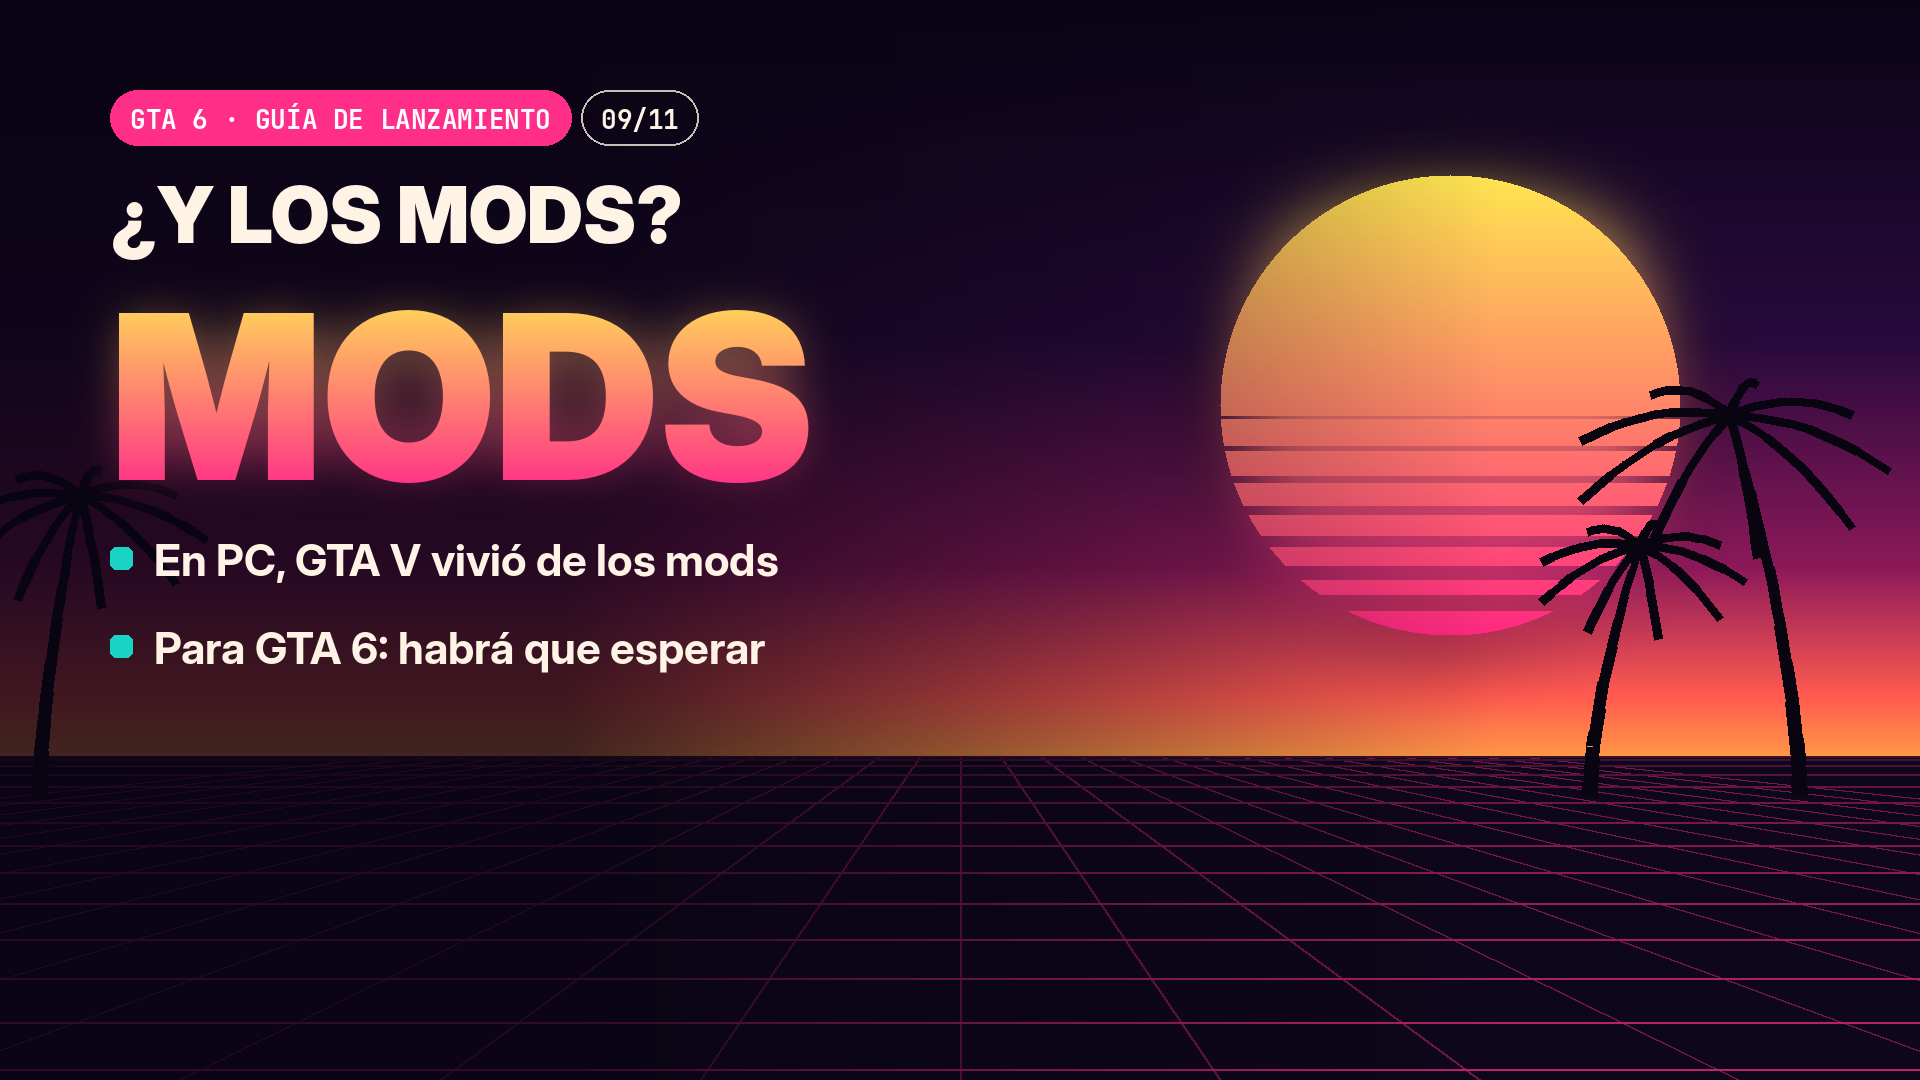 GTA 6 · GUÍA DE LANZAMIENTO 09/11
¿Y LOS MODS?
MODS
En PC, GTA V vivió de los mods
Para GTA 6: habrá que esperar